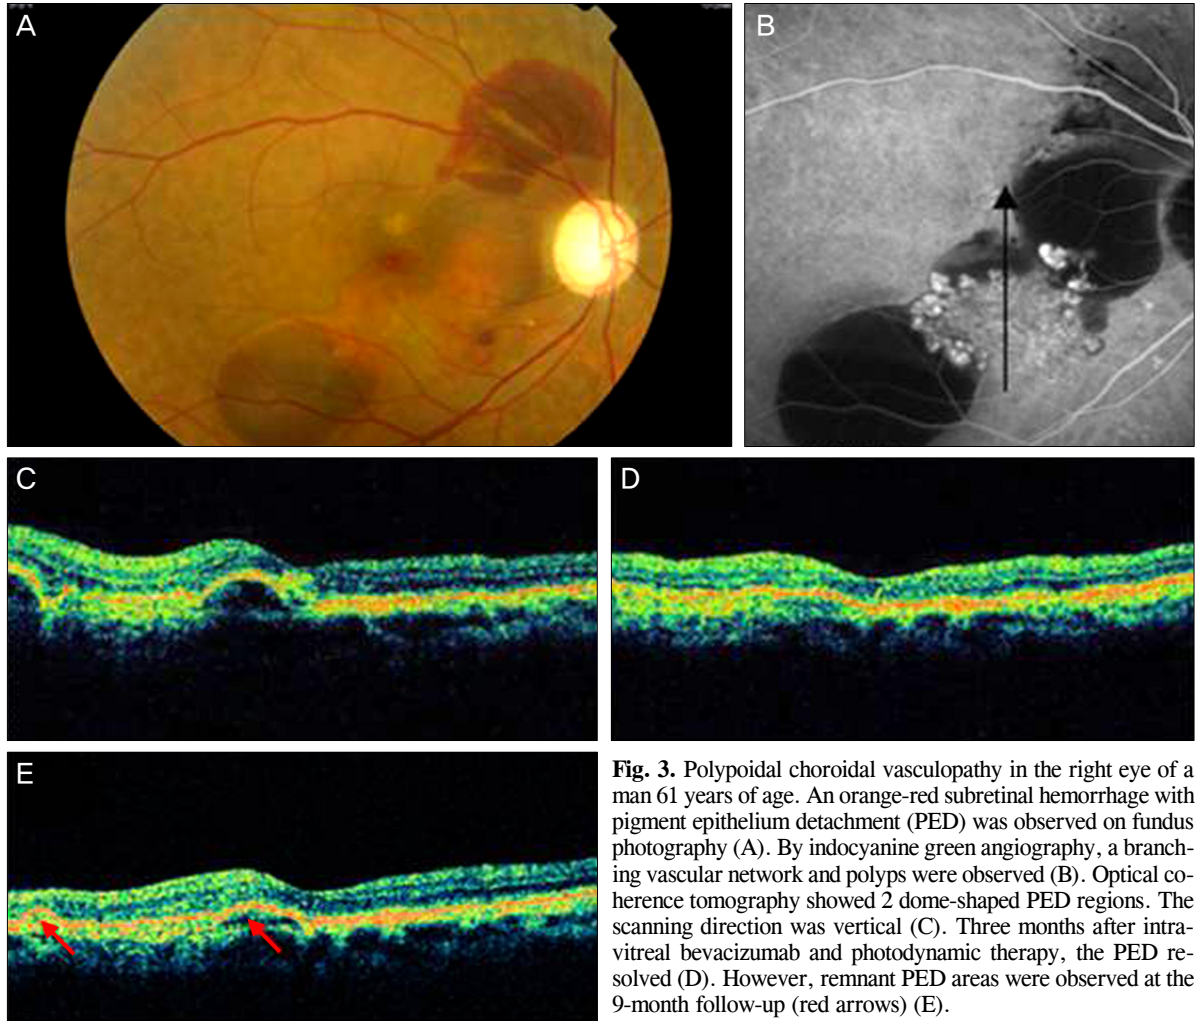 A
B
C
D
E
Fig. 3. Polypoidal choroidal vasculopathy in the right eye of a
man 61 years of age. An orange-red subretinal hemorrhage with
pigment epithelium detachment (PED) was observed on fundus
photography (A). By indocyanine green angiography, a branch-
ing vascular network and polyps were observed (B). Optical co-
herence tomography showed 2 dome-shaped PED regions. The
scanning direction was vertical (C). Three months after intra-
vitreal bevacizumab and photodynamic therapy, the PED re-
solved (D). However, remnant PED areas were observed at the
9-month follow-up (red arrows) (E).